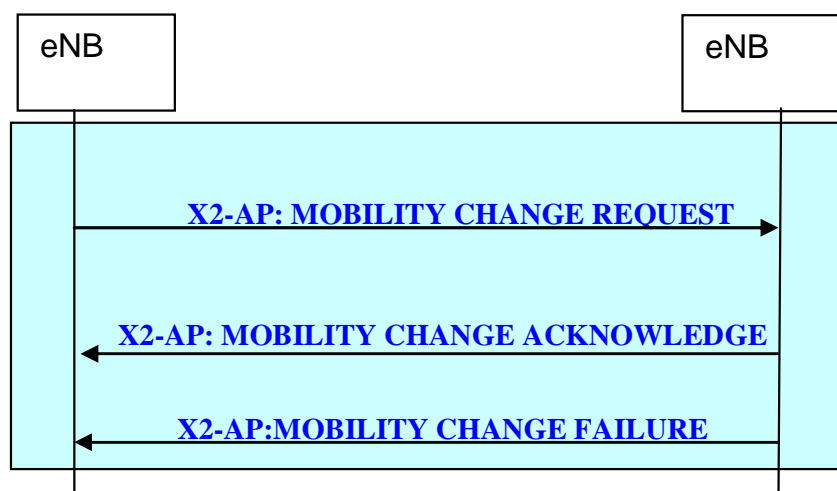 eNB
eNB
X2-AP: MOBILITY CHANGE REQUEST
X2-AP: MOBILITY CHANGE ACKNOWLEDGE
X2-AP:MOBILITY CHANGE FAILURE